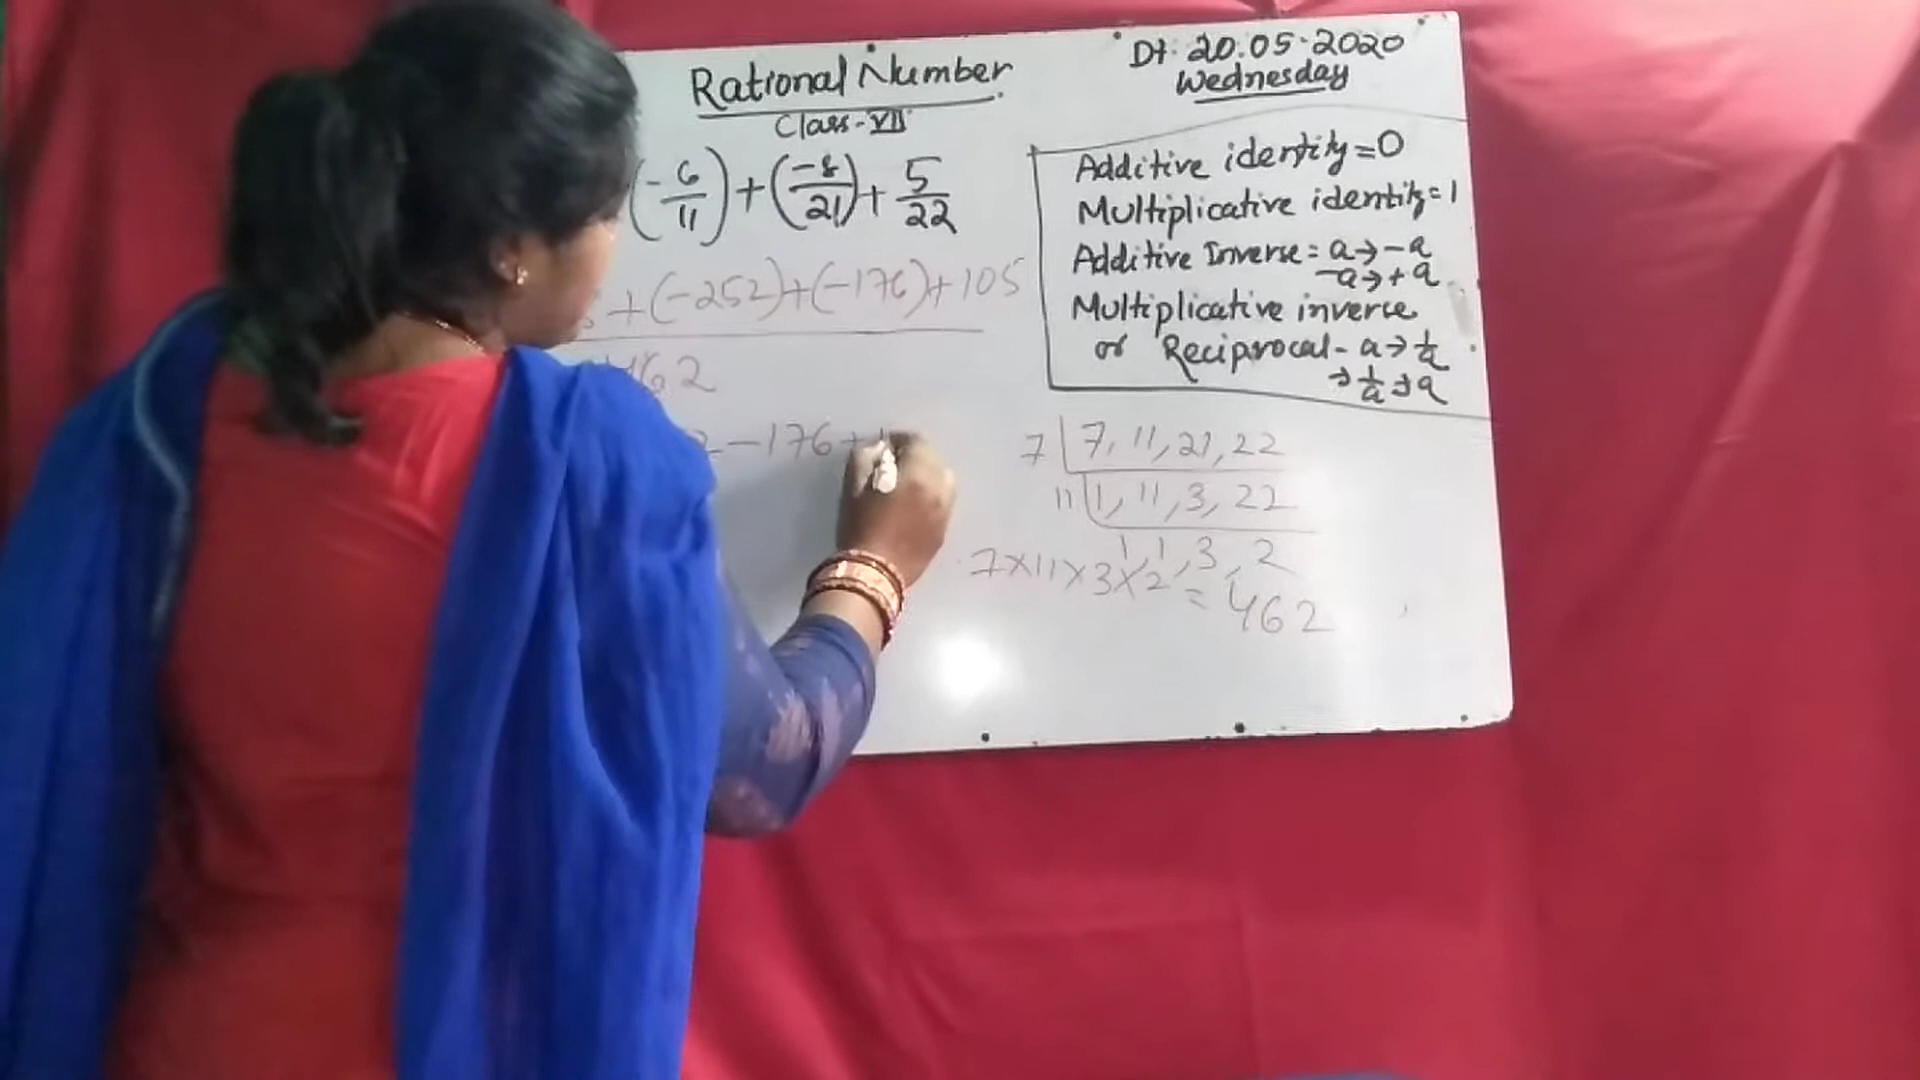 Rational Number
Class-VII
Dt: 20.05.2020
Wednesday
(-6/11) + (-8/21) + 5/22
+(-252)+(-176)+105
462
2-176+1
Additive identity=0
Multiplicative identity=1
Additive Inverse = a→-a
-a→+a
Multiplicative inverse
or Reciprocal - a→1/a
→1/a→a
7 | 7, 11, 21, 22
11 | 1, 11, 3, 22
1, 1, 3, 2
7×11×3×2 = 462